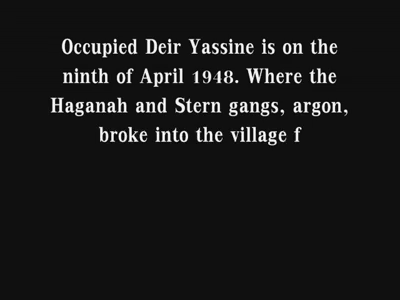 Occupied Deir Yassine is on the
ninth of April 1948. Where the
Haganah and Stern gangs, argon,
broke into the village f